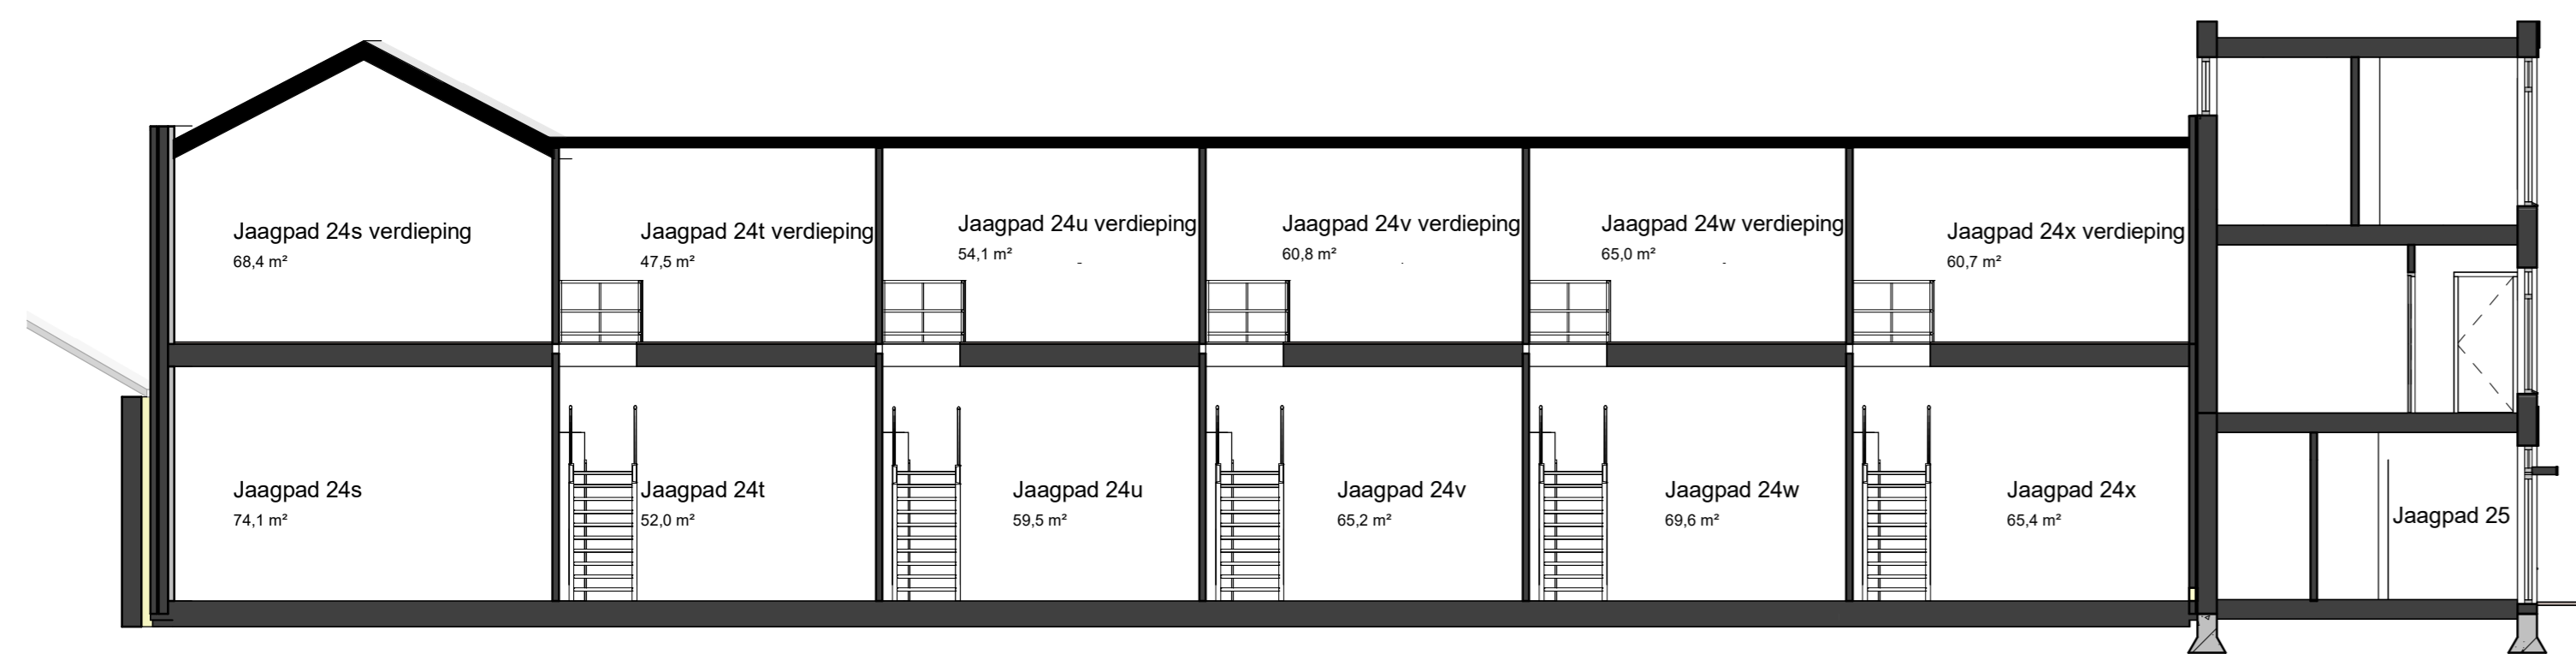 Jaagpad 24s verdieping
68,4 m²
Jaagpad 24t verdieping
47,5 m²
Jaagpad 24u verdieping
54,1 m²
Jaagpad 24v verdieping
60,8 m²
Jaagpad 24w verdieping
65,0 m²
Jaagpad 24x verdieping
60,7 m²
Jaagpad 24s
74,1 m²
Jaagpad 24t
52,0 m²
Jaagpad 24u
59,5 m²
Jaagpad 24v
65,2 m²
Jaagpad 24w
69,6 m²
Jaagpad 24x
65,4 m²
Jaagpad 25